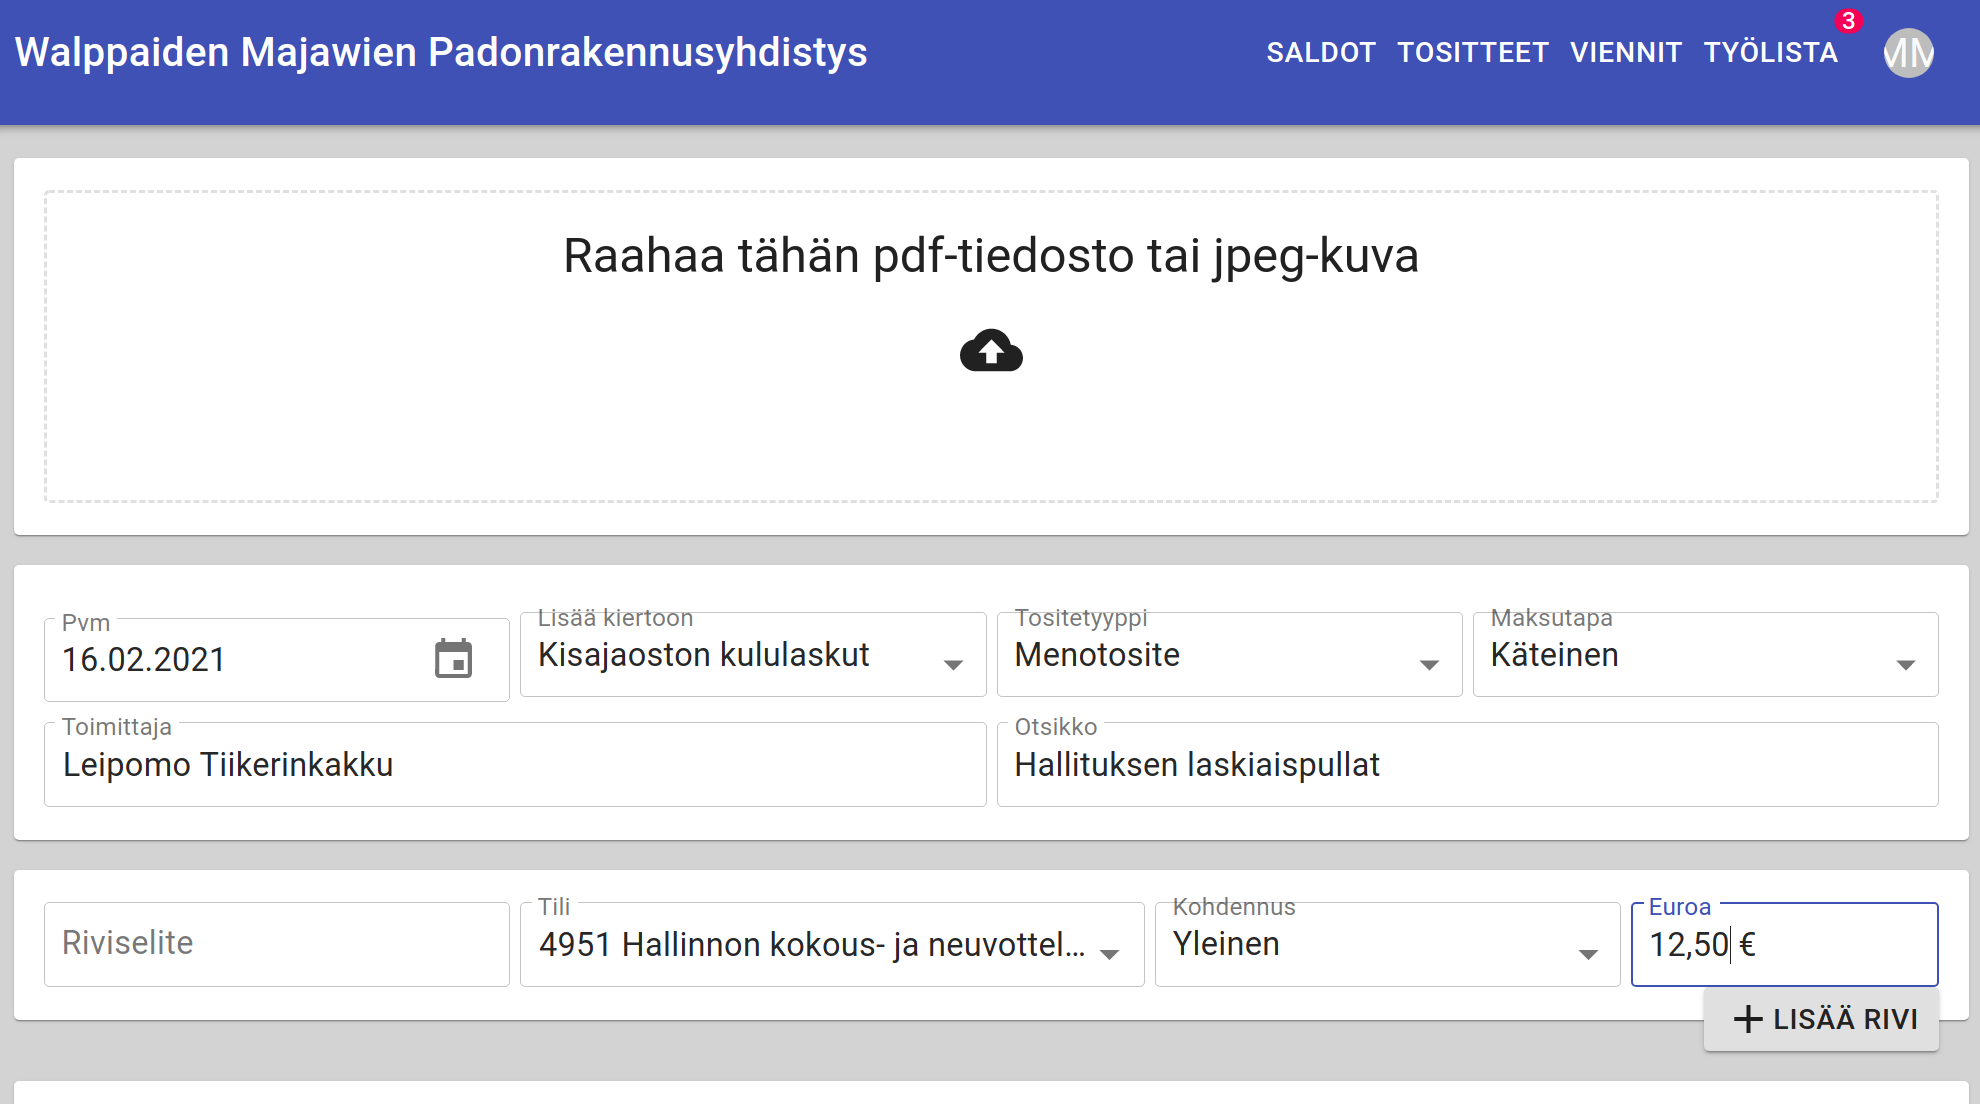 Walppaiden Majawien Padonrakennusyhdistys
SALDOT TOSITTEET VIENNIT TYÖLISTA 3 MM
Raahaa tähän pdf-tiedosto tai jpeg-kuva
Pvm Lisää kiertoon Tositetyyppi Maksutapa
16.02.2021 Kisajaoston kululaskut Menotosite Käteinen
Toimittaja Otsikko
Leipomo Tiikerinkakku Hallituksen laskiaispullat
Tili Kohdennus Euroa
Riviselite 4951 Hallinnon kokous- ja neuvottel... Yleinen 12,50 €
+ LISÄÄ RIVI